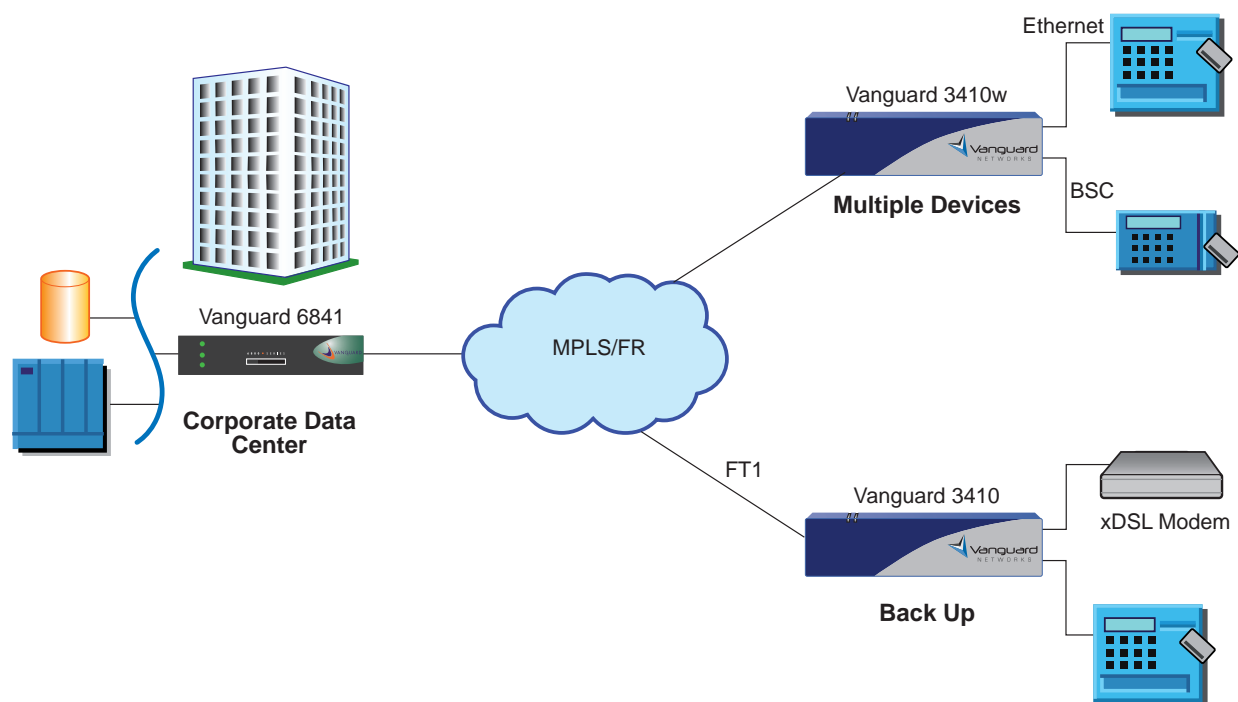 Ethernet
Vanguard 3410w
Vanguard
NETWORKS
BSC
Multiple Devices
Vanguard 6841
VANGUARD
MPLS/FR
Corporate Data
Center
FT1
Vanguard 3410
Vanguard
NETWORKS
xDSL Modem
Back Up